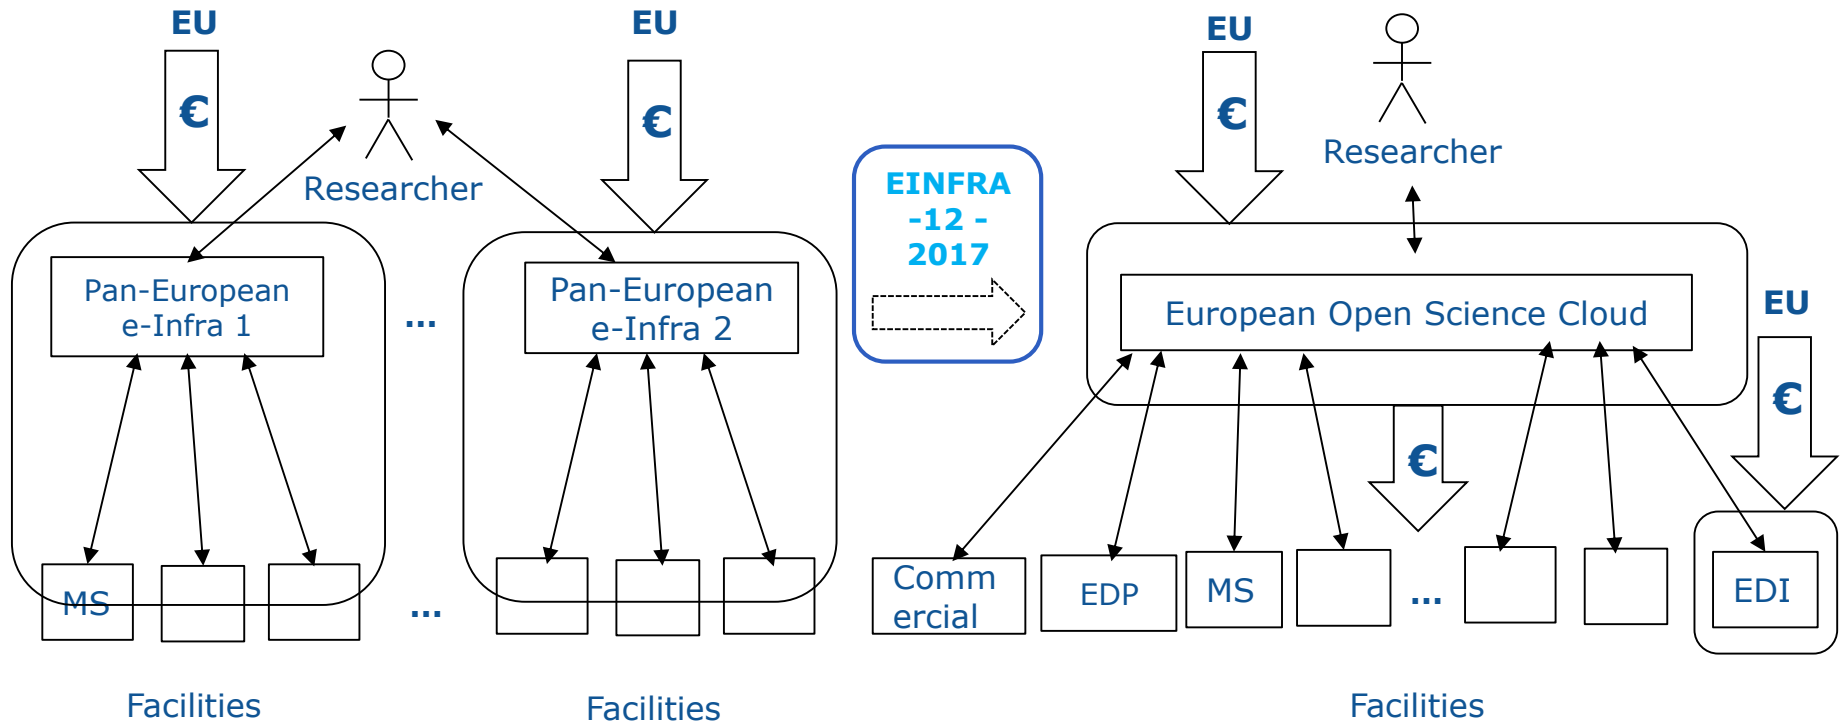 EU
€
Researcher
EU
€
Pan-European
e-Infra 1
...
Pan-European
e-Infra 2
MS
...
Facilities
Facilities
EINFRA
-12 -
2017
EU
€
Researcher
European Open Science Cloud
EU
€
€
Comm
ercial
EDP
MS
...
EDI
Facilities